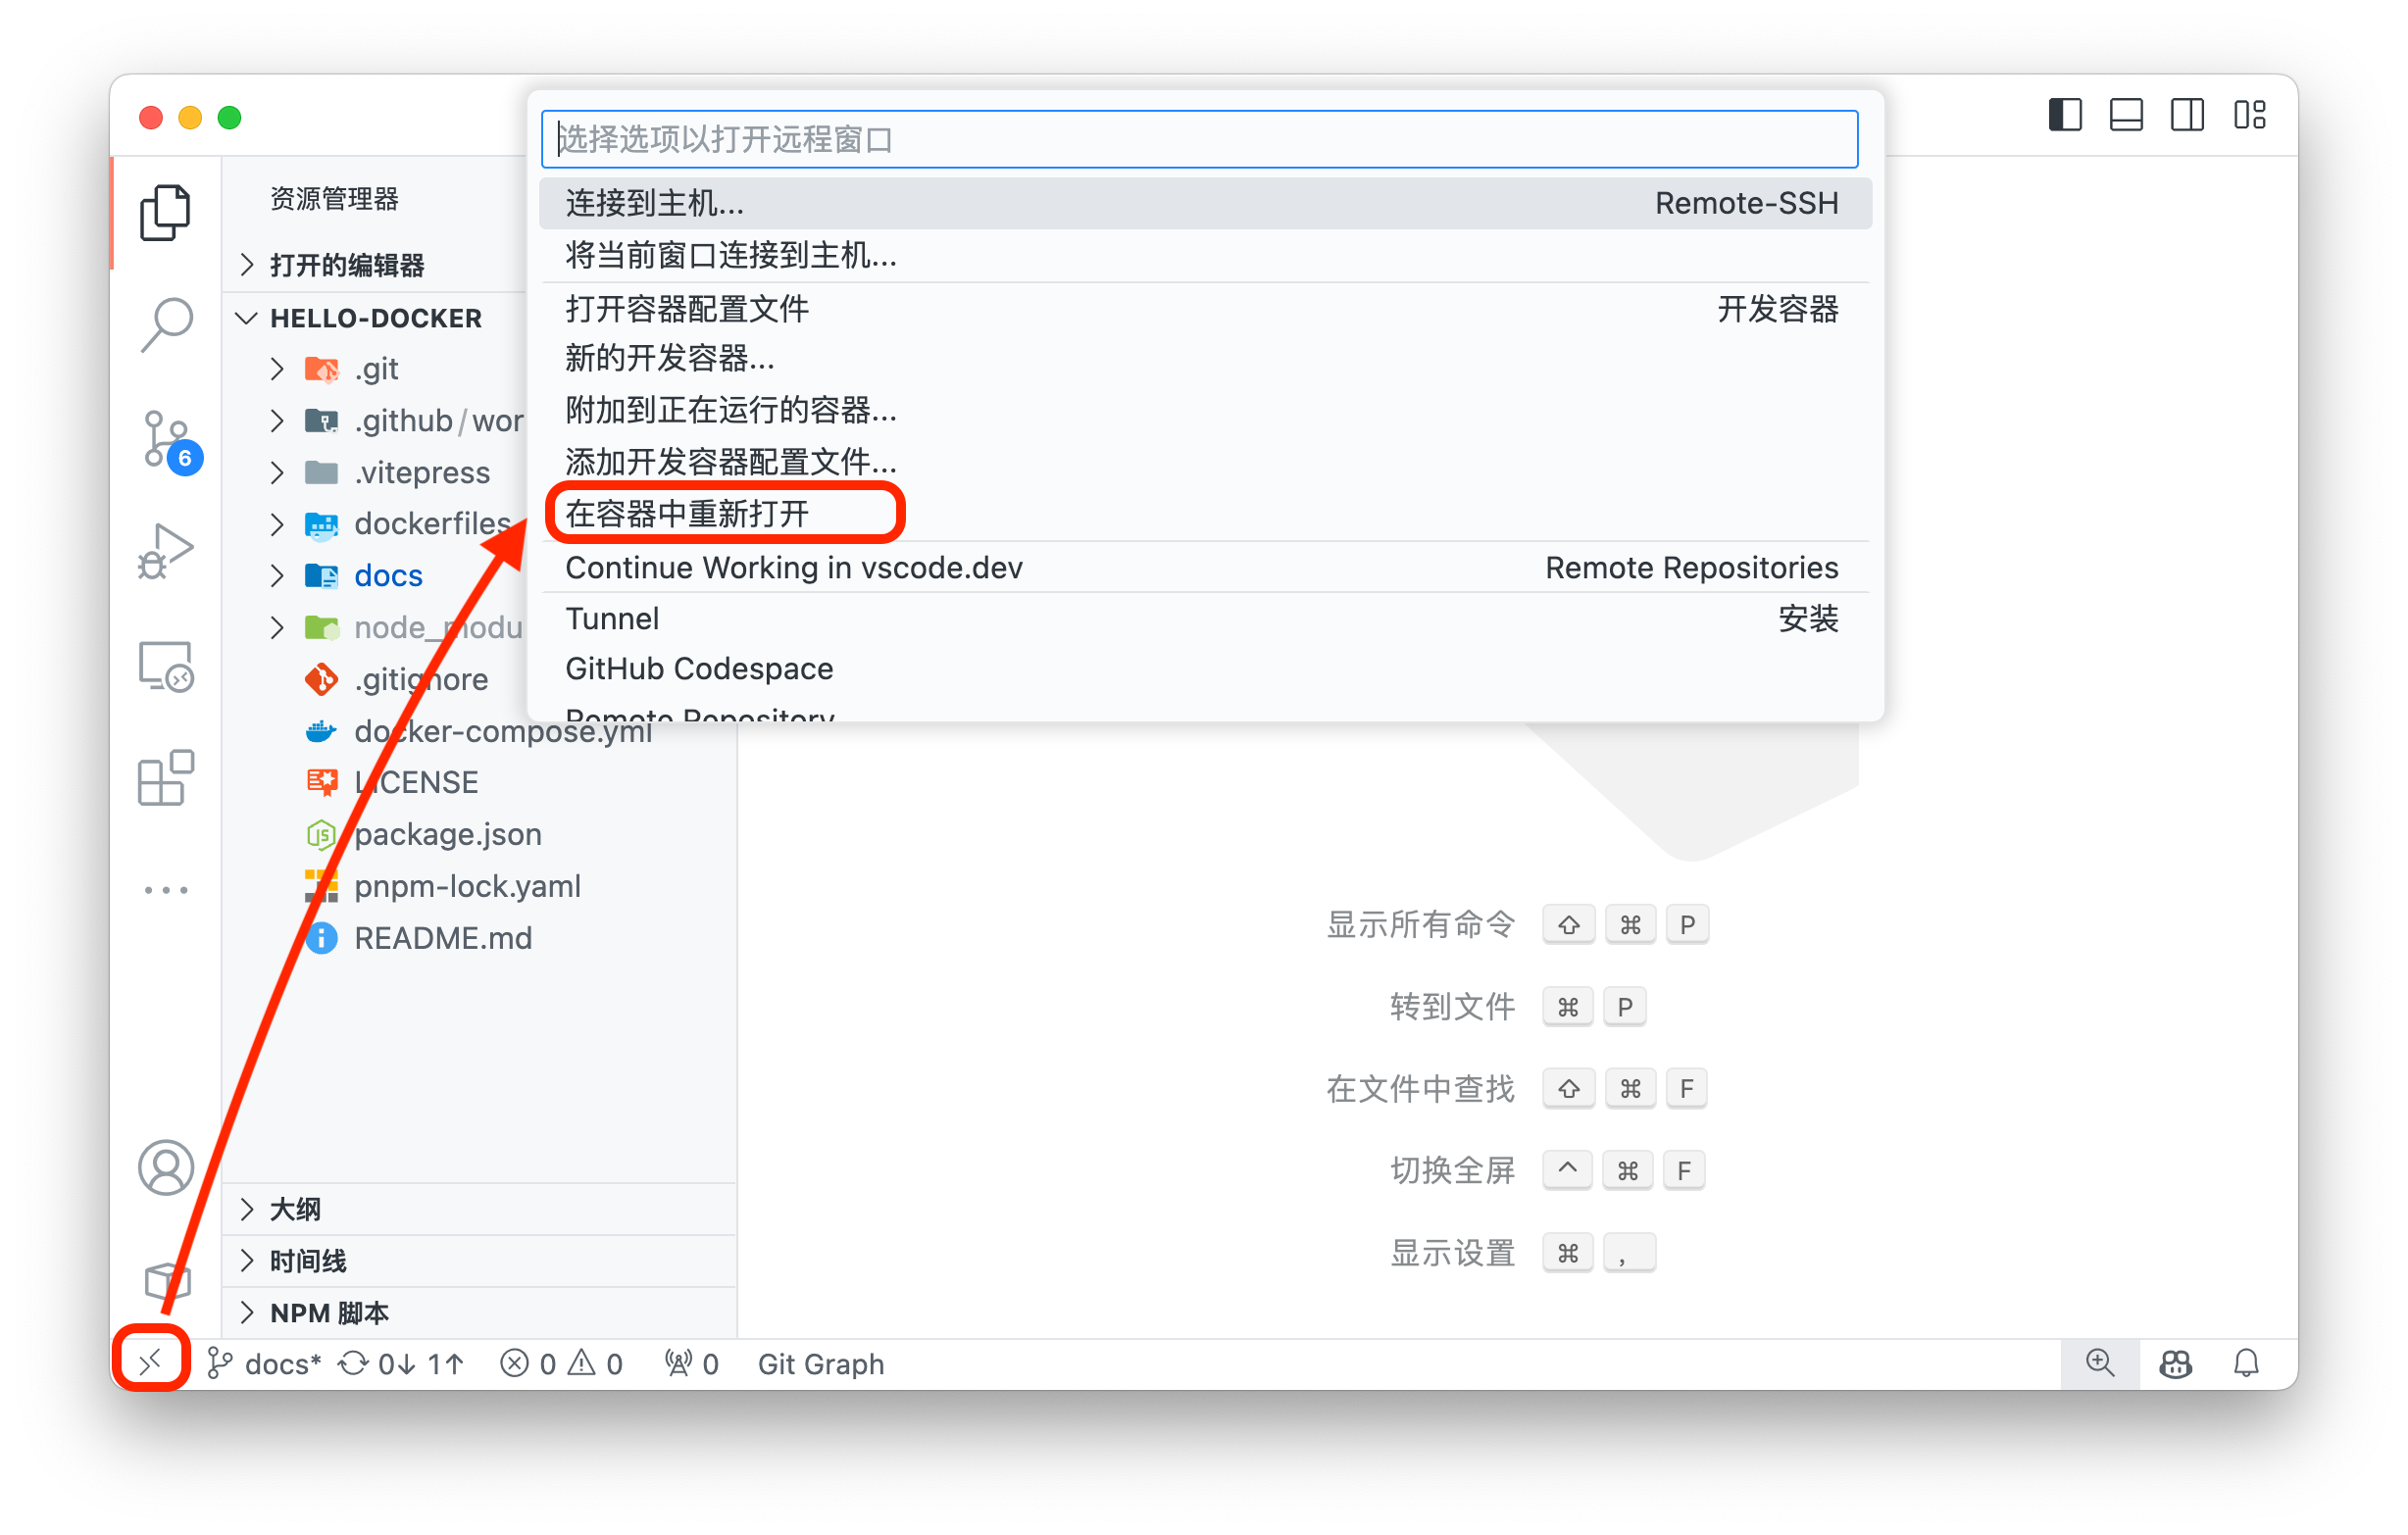 选择选项以打开远程窗口
连接到主机... Remote-SSH
将当前窗口连接到主机...
打开容器配置文件 开发容器
新的开发容器...
附加到正在运行的容器...
添加开发容器配置文件...
在容器中重新打开
Continue Working in vscode.dev Remote Repositories
Tunnel 安装
GitHub Codespace
Remote Repository
资源管理器
打开的编辑器
HELLO-DOCKER
.git
.github/wor
.vitepress
dockerfiles
docs
node_modu
.gitignore
docker-compose.yml
LICENSE
package.json
pnpm-lock.yaml
README.md
大纲
时间线
NPM 脚本
6
显示所有命令 ⇧ ⌘ P
转到文件 ⌘ P
在文件中查找 ⇧ ⌘ F
切换全屏 ^ ⌘ F
显示设置 ⌘ ,
docs* 0↓ 1↑ 0 0 0 Git Graph